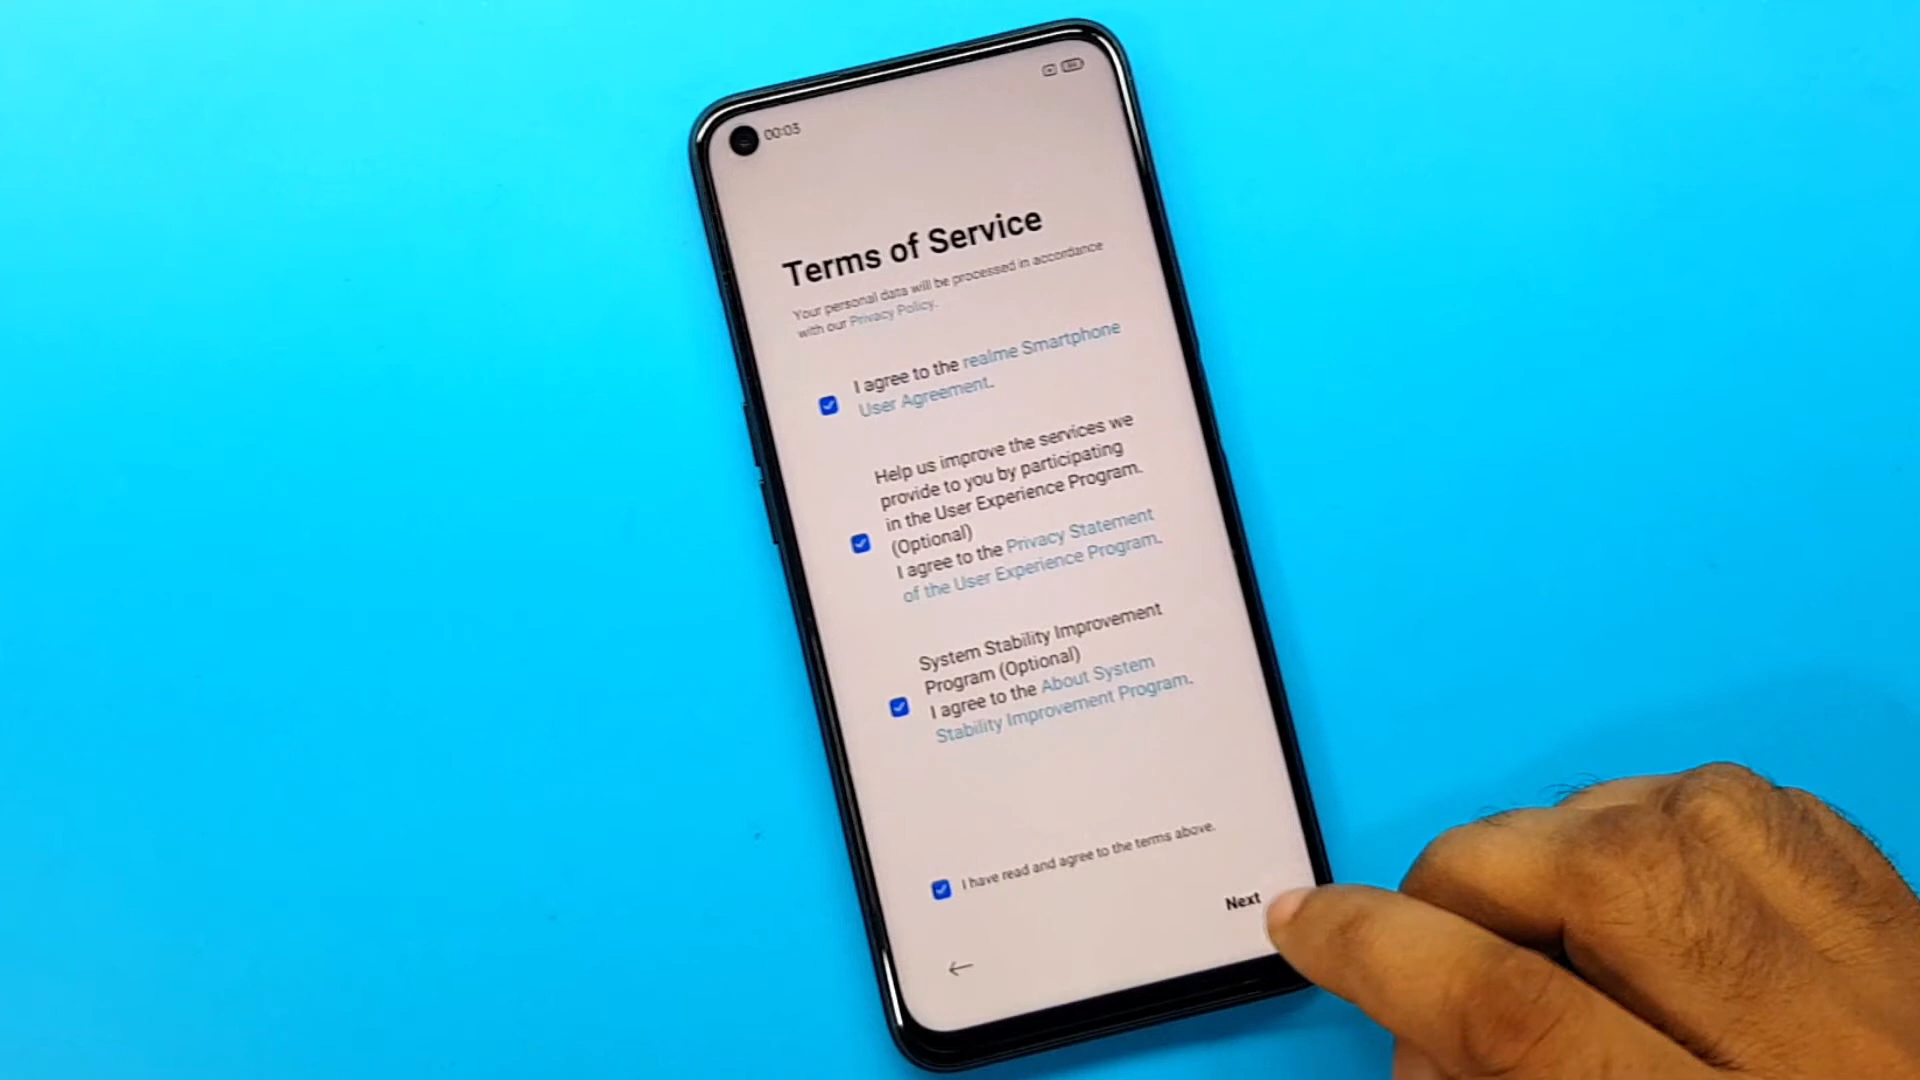 00:03
Terms of Service
Your personal data will be processed in accordance
with our Privacy Policy.
I agree to the realme Smartphone
User Agreement.
Help us improve the services we
provide to you by participating
in the User Experience Program.
(Optional)
I agree to the Privacy Statement
of the User Experience Program.
System Stability Improvement
Program (Optional)
I agree to the About System
Stability Improvement Program.
I have read and agree to the terms above.
Next